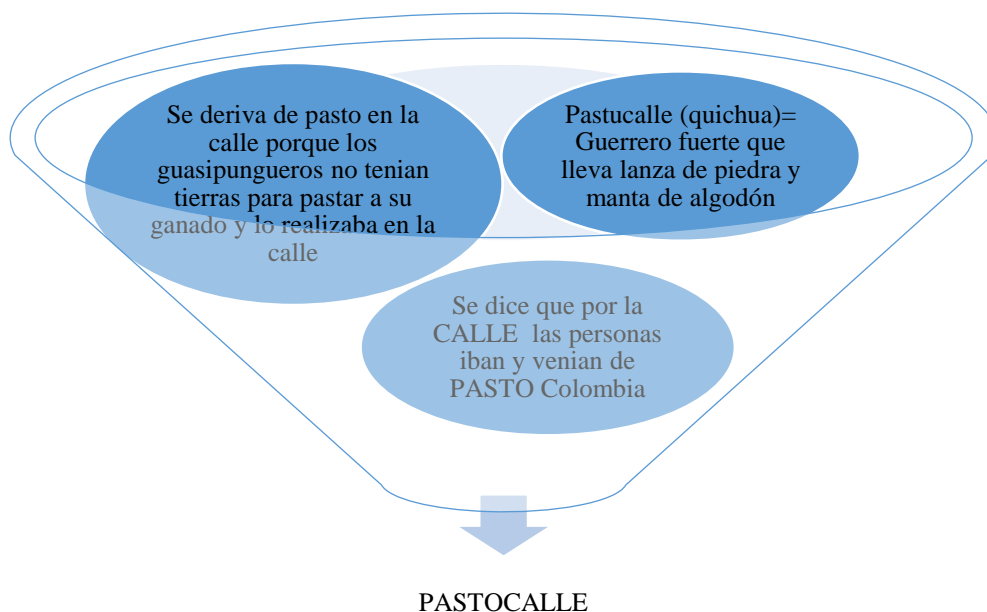 Se deriva de pasto en la
calle porque los
guasipungueros no tenian
tierras para pastar a su
ganado y lo realizaba en la
calle
Pastucalle (quichua)=
Guerrero fuerte que
lleva lanza de piedra y
manta de algodón
Se dice que por la
CALLE las personas
iban y venian de
PASTO Colombia
PASTOCALLE